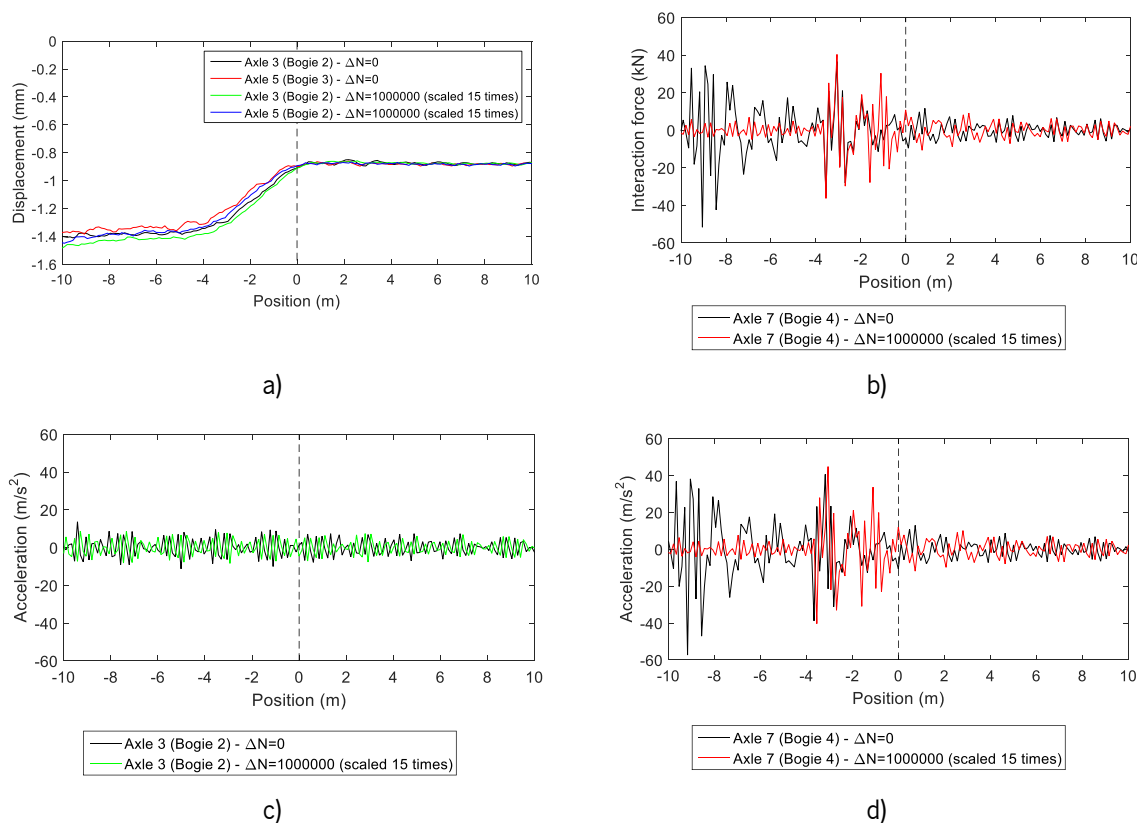 0
-0.2
-0.4
-0.6
-0.8
-1
-1.2
-1.4
-1.6
Displacement (mm)
Axle 3 (Bogie 2) - ΔN=0
Axle 5 (Bogie 3) - ΔN=0
Axle 3 (Bogie 2) - ΔN=1000000 (scaled 15 times)
Axle 5 (Bogie 2) - ΔN=1000000 (scaled 15 times)
-10 -8 -6 -4 -2 0 2 4 6 8 10
Position (m)
a)
60
40
20
0
20
40
60
Interaction force (kN)
-10 -8 -6 -4 -2 0 2 4 6 8 10
Position (m)
Axle 7 (Bogie 4) - ΔN=0
Axle 7 (Bogie 4) - ΔN=1000000 (scaled 15 times)
b)
60
40
20
0
-20
-40
-60
Acceleration (m/s²)
-10 -8 -6 -4 -2 0 2 4 6 8 10
Position (m)
Axle 3 (Bogie 2) - ΔN=0
Axle 3 (Bogie 2) - ΔN=1000000 (scaled 15 times)
c)
60
40
20
0
-20
-40
-60
Acceleration (m/s²)
-10 -8 -6 -4 -2 0 2 4 6 8 10
Position (m)
Axle 7 (Bogie 4) - ΔN=0
Axle 7 (Bogie 4) - ΔN=1000000 (scaled 15 times)
d)